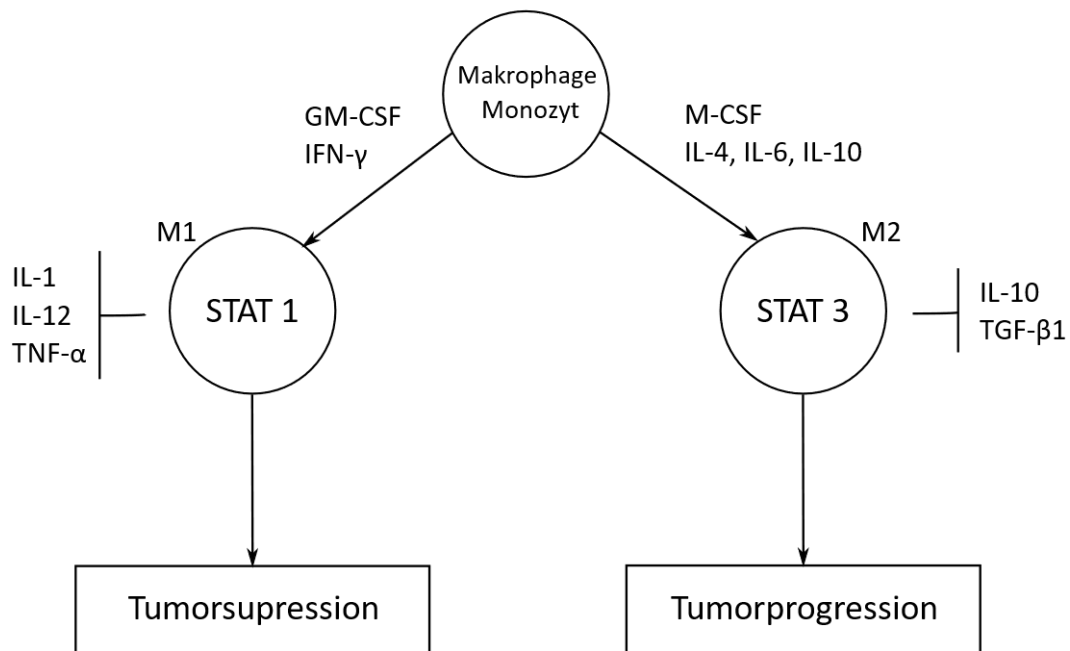 Makrophage
Monozyt
GM-CSF
IFN-γ
M-CSF
IL-4, IL-6, IL-10
M1
M2
IL-1
IL-12
TNF-α
STAT 1
STAT 3
IL-10
TGF-β1
Tumorsupression
Tumorprogression